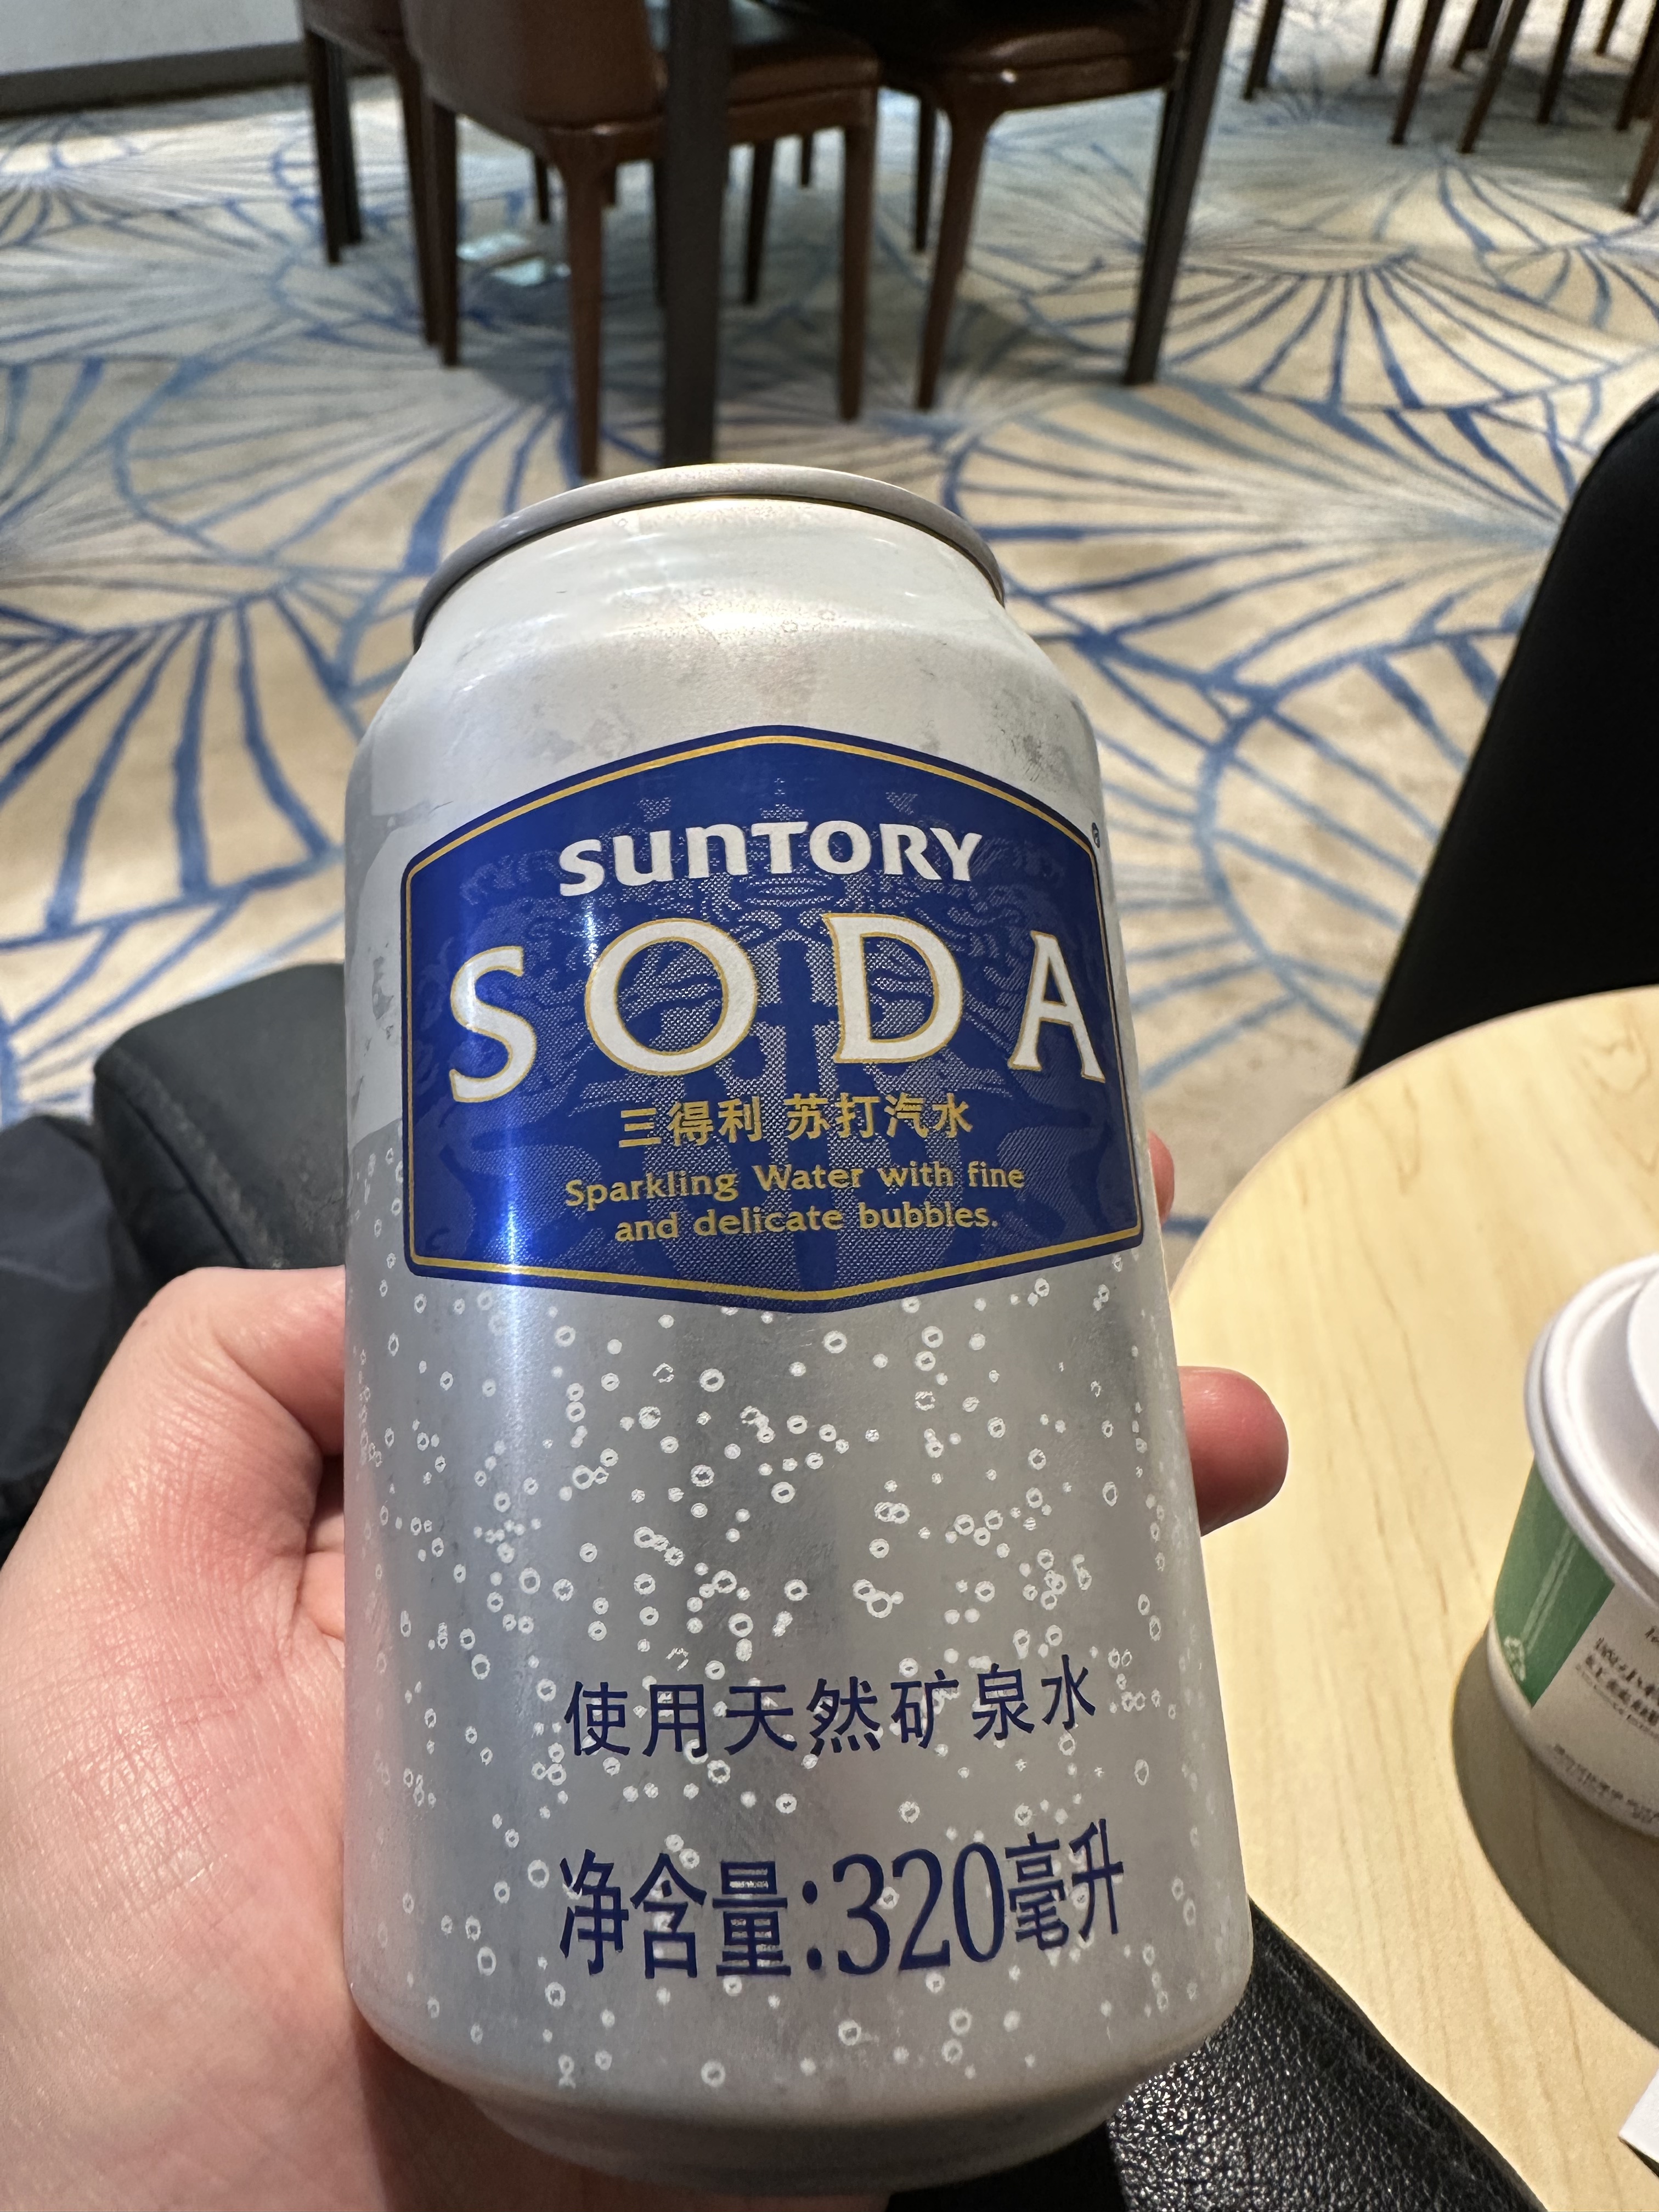 SUNTORY
SODA
三得利 苏打汽水
Sparkling Water with fine
and delicate bubbles.
使用天然矿泉水
净含量:320毫升